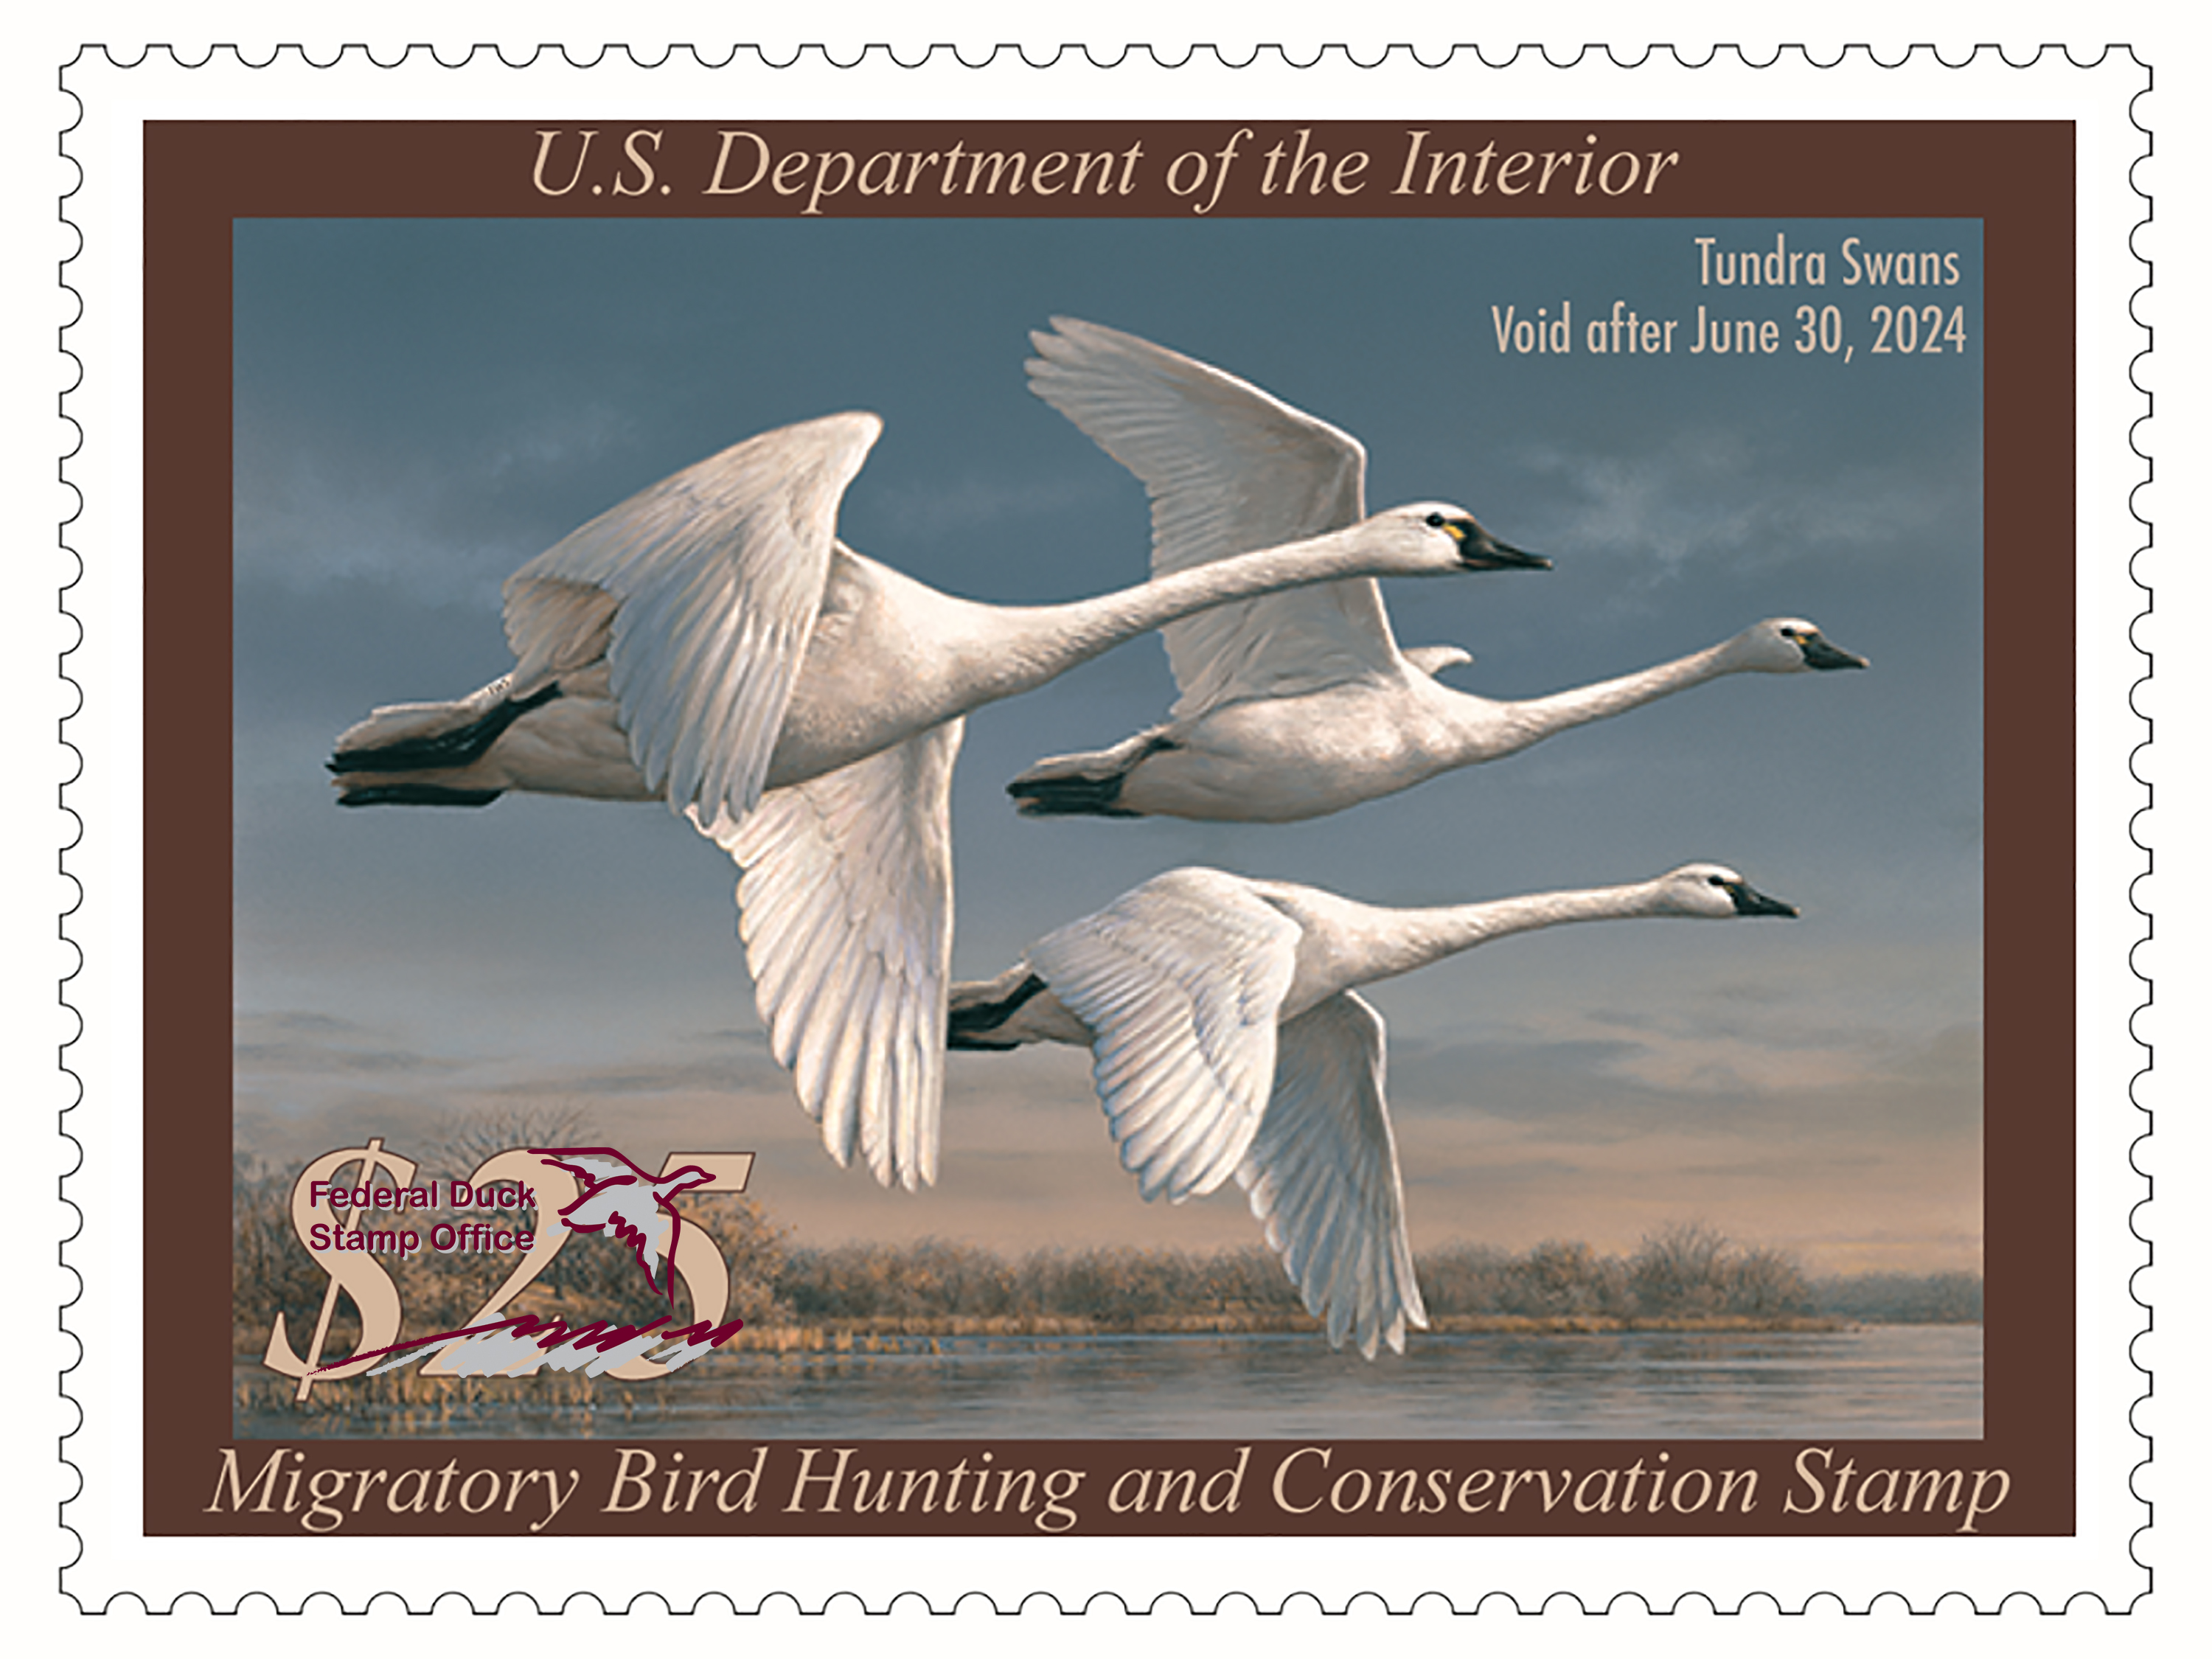 U.S. Department of the Interior
Tundra Swans
Void after June 30, 2024
$25
Federal Duck
Stamp Office
Migratory Bird Hunting and Conservation Stamp